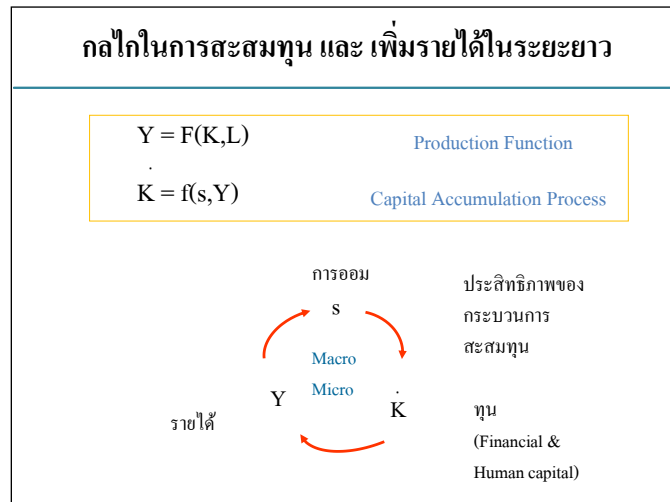 กลไกในการสะสมทุน และ เพิ่มรายได้ในระยะยาว
Y = F(K,L) Production Function
K̇ = f(s,Y) Capital Accumulation Process
การออม
s
ประสิทธิภาพของ
กระบวนการ
สะสมทุน
Macro
Micro
Y
K̇
รายได้
ทุน
(Financial &
Human capital)